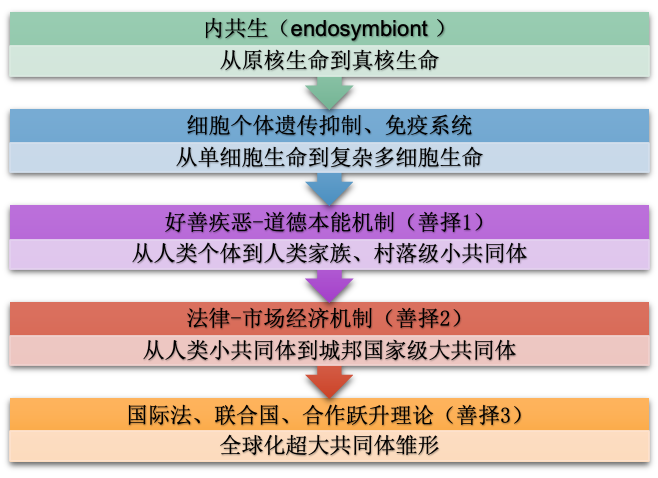 内共生（endosymbiont ）
从原核生命到真核生命
细胞个体遗传抑制、免疫系统
从单细胞生命到复杂多细胞生命
好善疾恶-道德本能机制（善择1）
从人类个体到人类家族、村落级小共同体
法律-市场经济机制（善择2）
从人类小共同体到城邦国家级大共同体
国际法、联合国、合作跃升理论（善择3）
全球化超大共同体雏形